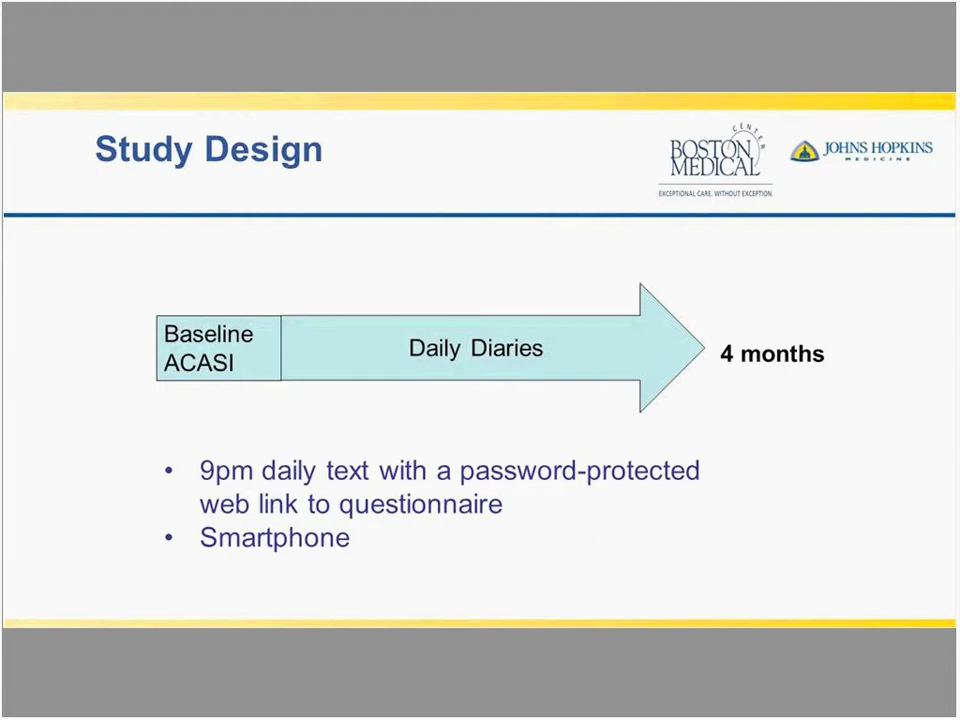 Study Design
BOSTON
MEDICAL
CENTER
EXCEPTIONAL CARE. WITHOUT EXCEPTION.
JOHNS HOPKINS
MEDICINE
Baseline
ACASI
Daily Diaries
4 months
• 9pm daily text with a password-protected
web link to questionnaire
• Smartphone